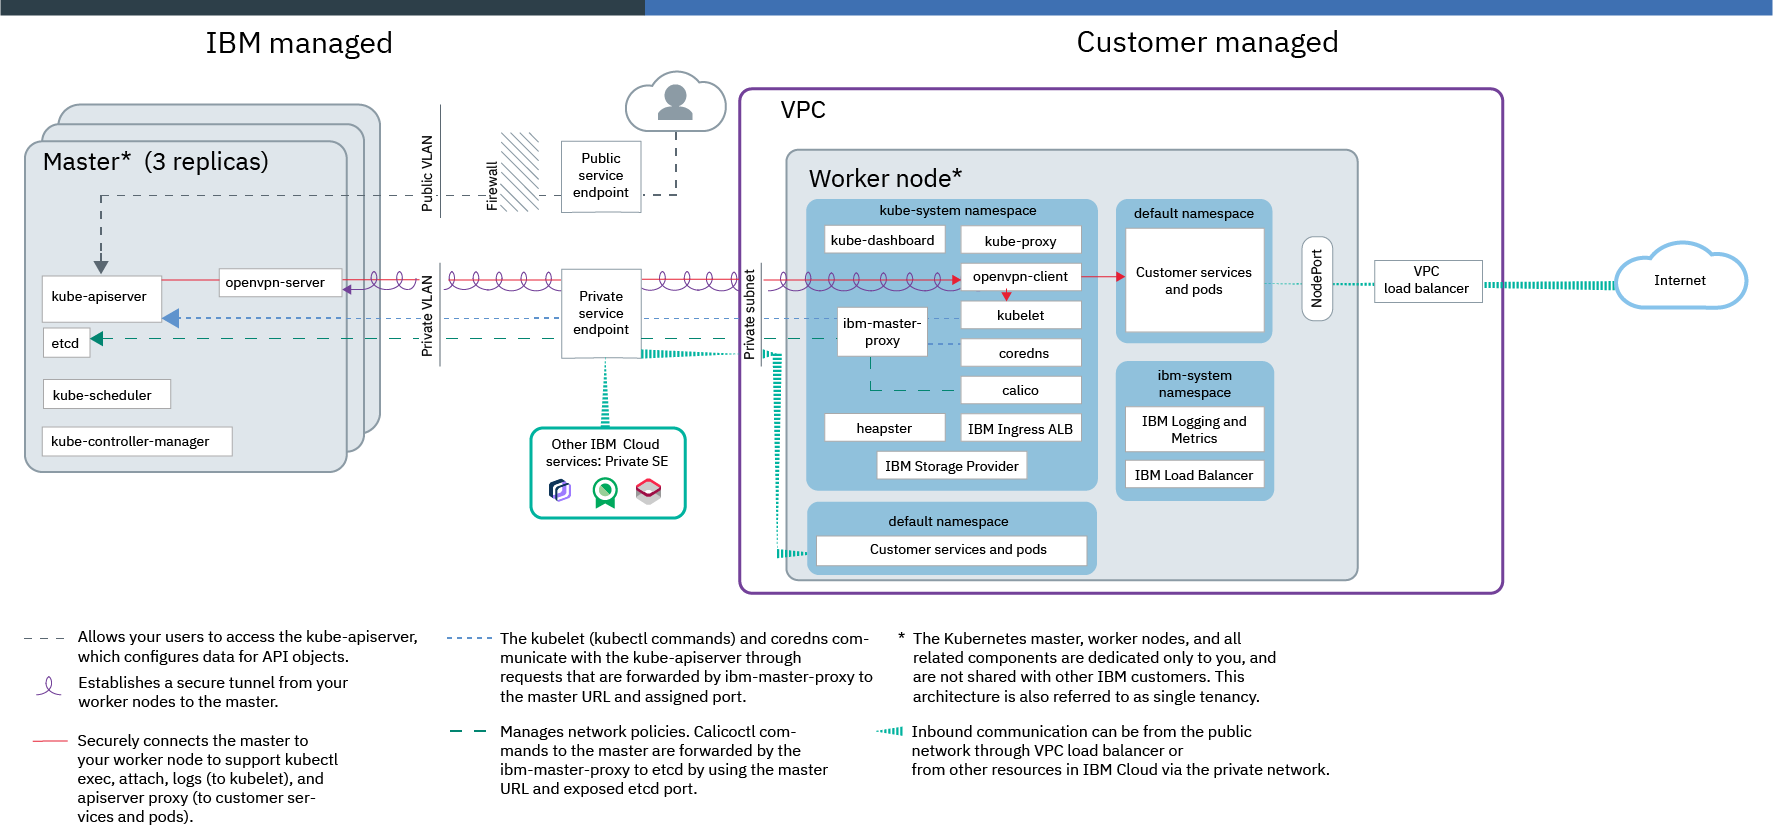 IBM managed
Customer managed
Master* (3 replicas)
kube-apiserver
openvpn-server
etcd
kube-scheduler
kube-controller-manager
Public VLAN
Firewall
Public
service
endpoint
Private VLAN
Private
service
endpoint
Other IBM Cloud
services: Private SE
Private subnet
VPC
Worker node*
kube-system namespace
kube-dashboard
kube-proxy
openvpn-client
kubelet
ibm-master-
proxy
coredns
calico
heapster
IBM Ingress ALB
IBM Storage Provider
default namespace
Customer services and pods
default namespace
Customer services
and pods
ibm-system
namespace
IBM Logging and
Metrics
IBM Load Balancer
NodePort
VPC
load balancer
Internet
Allows your users to access the kube-apiserver,
which configures data for API objects.
Establishes a secure tunnel from your
worker nodes to the master.
Securely connects the master to
your worker node to support kubectl
exec, attach, logs (to kubelet), and
apiserver proxy (to customer ser-
vices and pods).
The kubelet (kubectl commands) and coredns com-
municate with the kube-apiserver through
requests that are forwarded by ibm-master-proxy to
the master URL and assigned port.
Manages network policies. Calicoctl com-
mands to the master are forwarded by the
ibm-master-proxy to etcd by using the master
URL and exposed etcd port.
* The Kubernetes master, worker nodes, and all
related components are dedicated only to you, and
are not shared with other IBM customers. This
architecture is also referred to as single tenancy.
Inbound communication can be from the public
network through VPC load balancer or
from other resources in IBM Cloud via the private network.